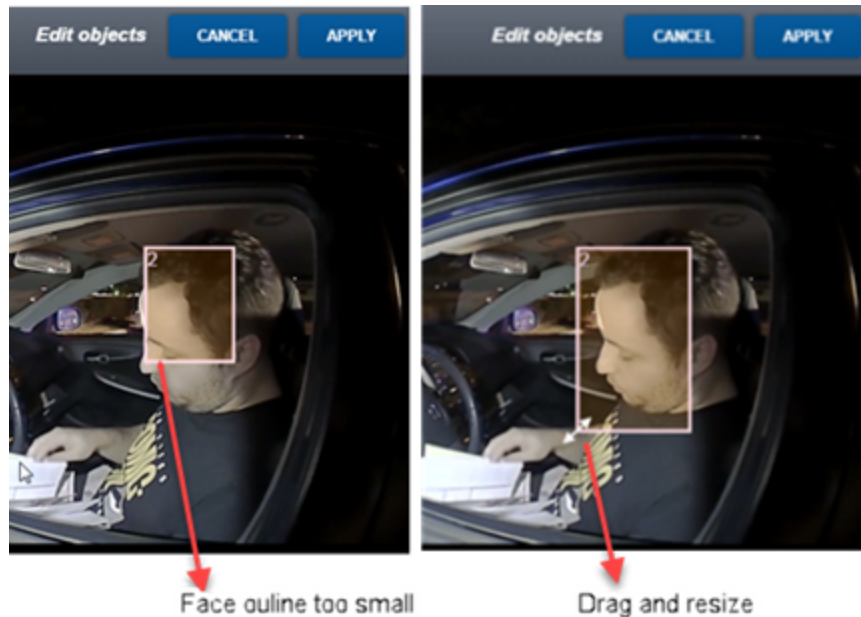 Edit objects CANCEL APPLY
Edit objects CANCEL APPLY
2
2
Face ouline too small
Drag and resize